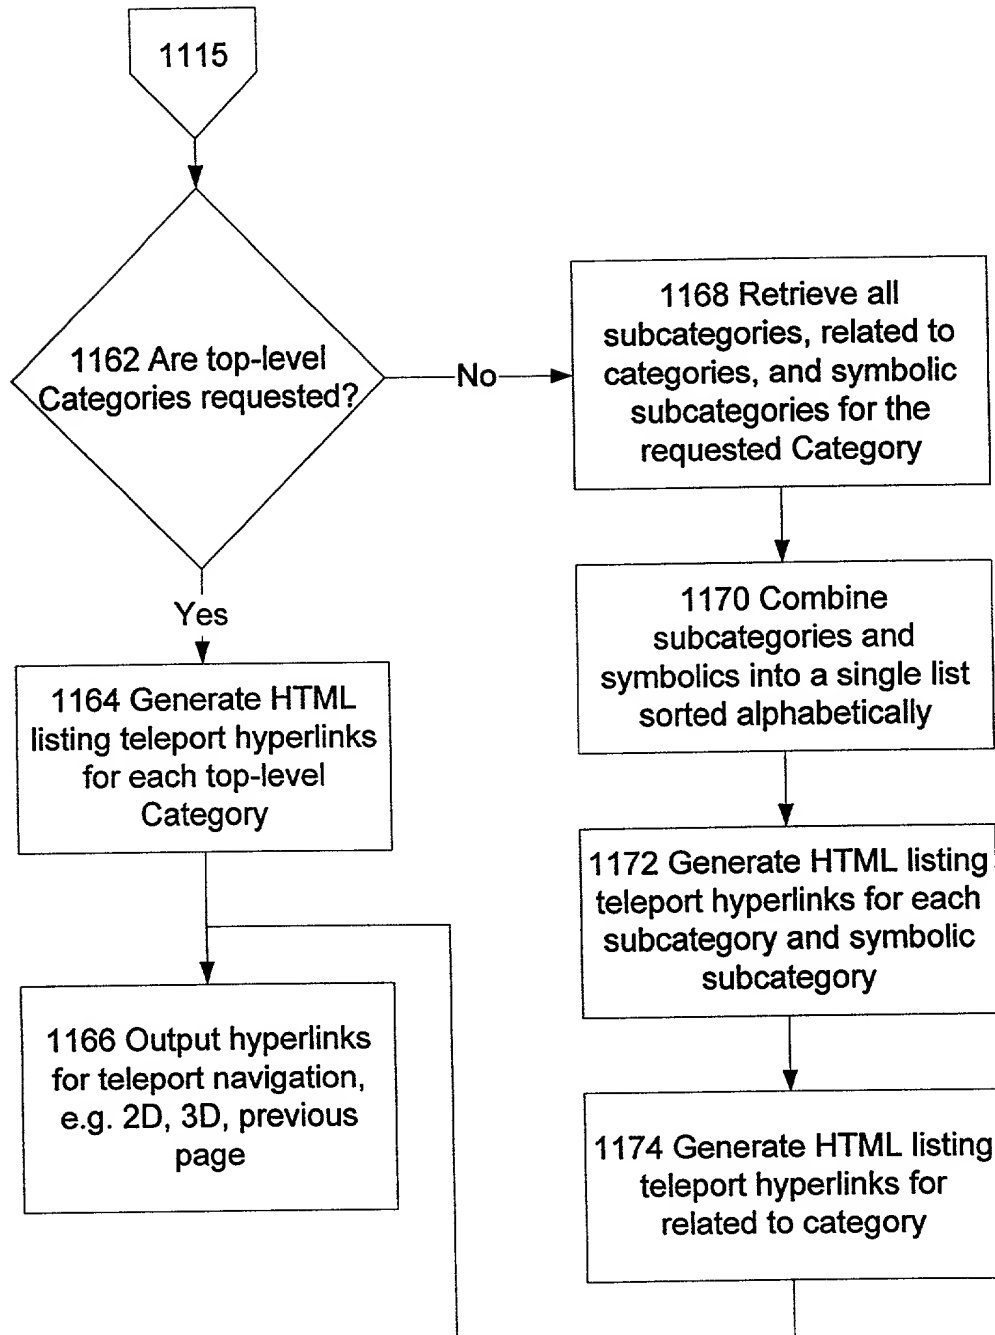 1115
1162 Are top-level
Categories requested?
No
Yes
1164 Generate HTML
listing teleport hyperlinks
for each top-level
Category
1166 Output hyperlinks
for teleport navigation,
e.g. 2D, 3D, previous
page
1168 Retrieve all
subcategories, related to
categories, and symbolic
subcategories for the
requested Category
1170 Combine
subcategories and
symbolics into a single list
sorted alphabetically
1172 Generate HTML listing
teleport hyperlinks for each
subcategory and symbolic
subcategory
1174 Generate HTML listing
teleport hyperlinks for
related to category